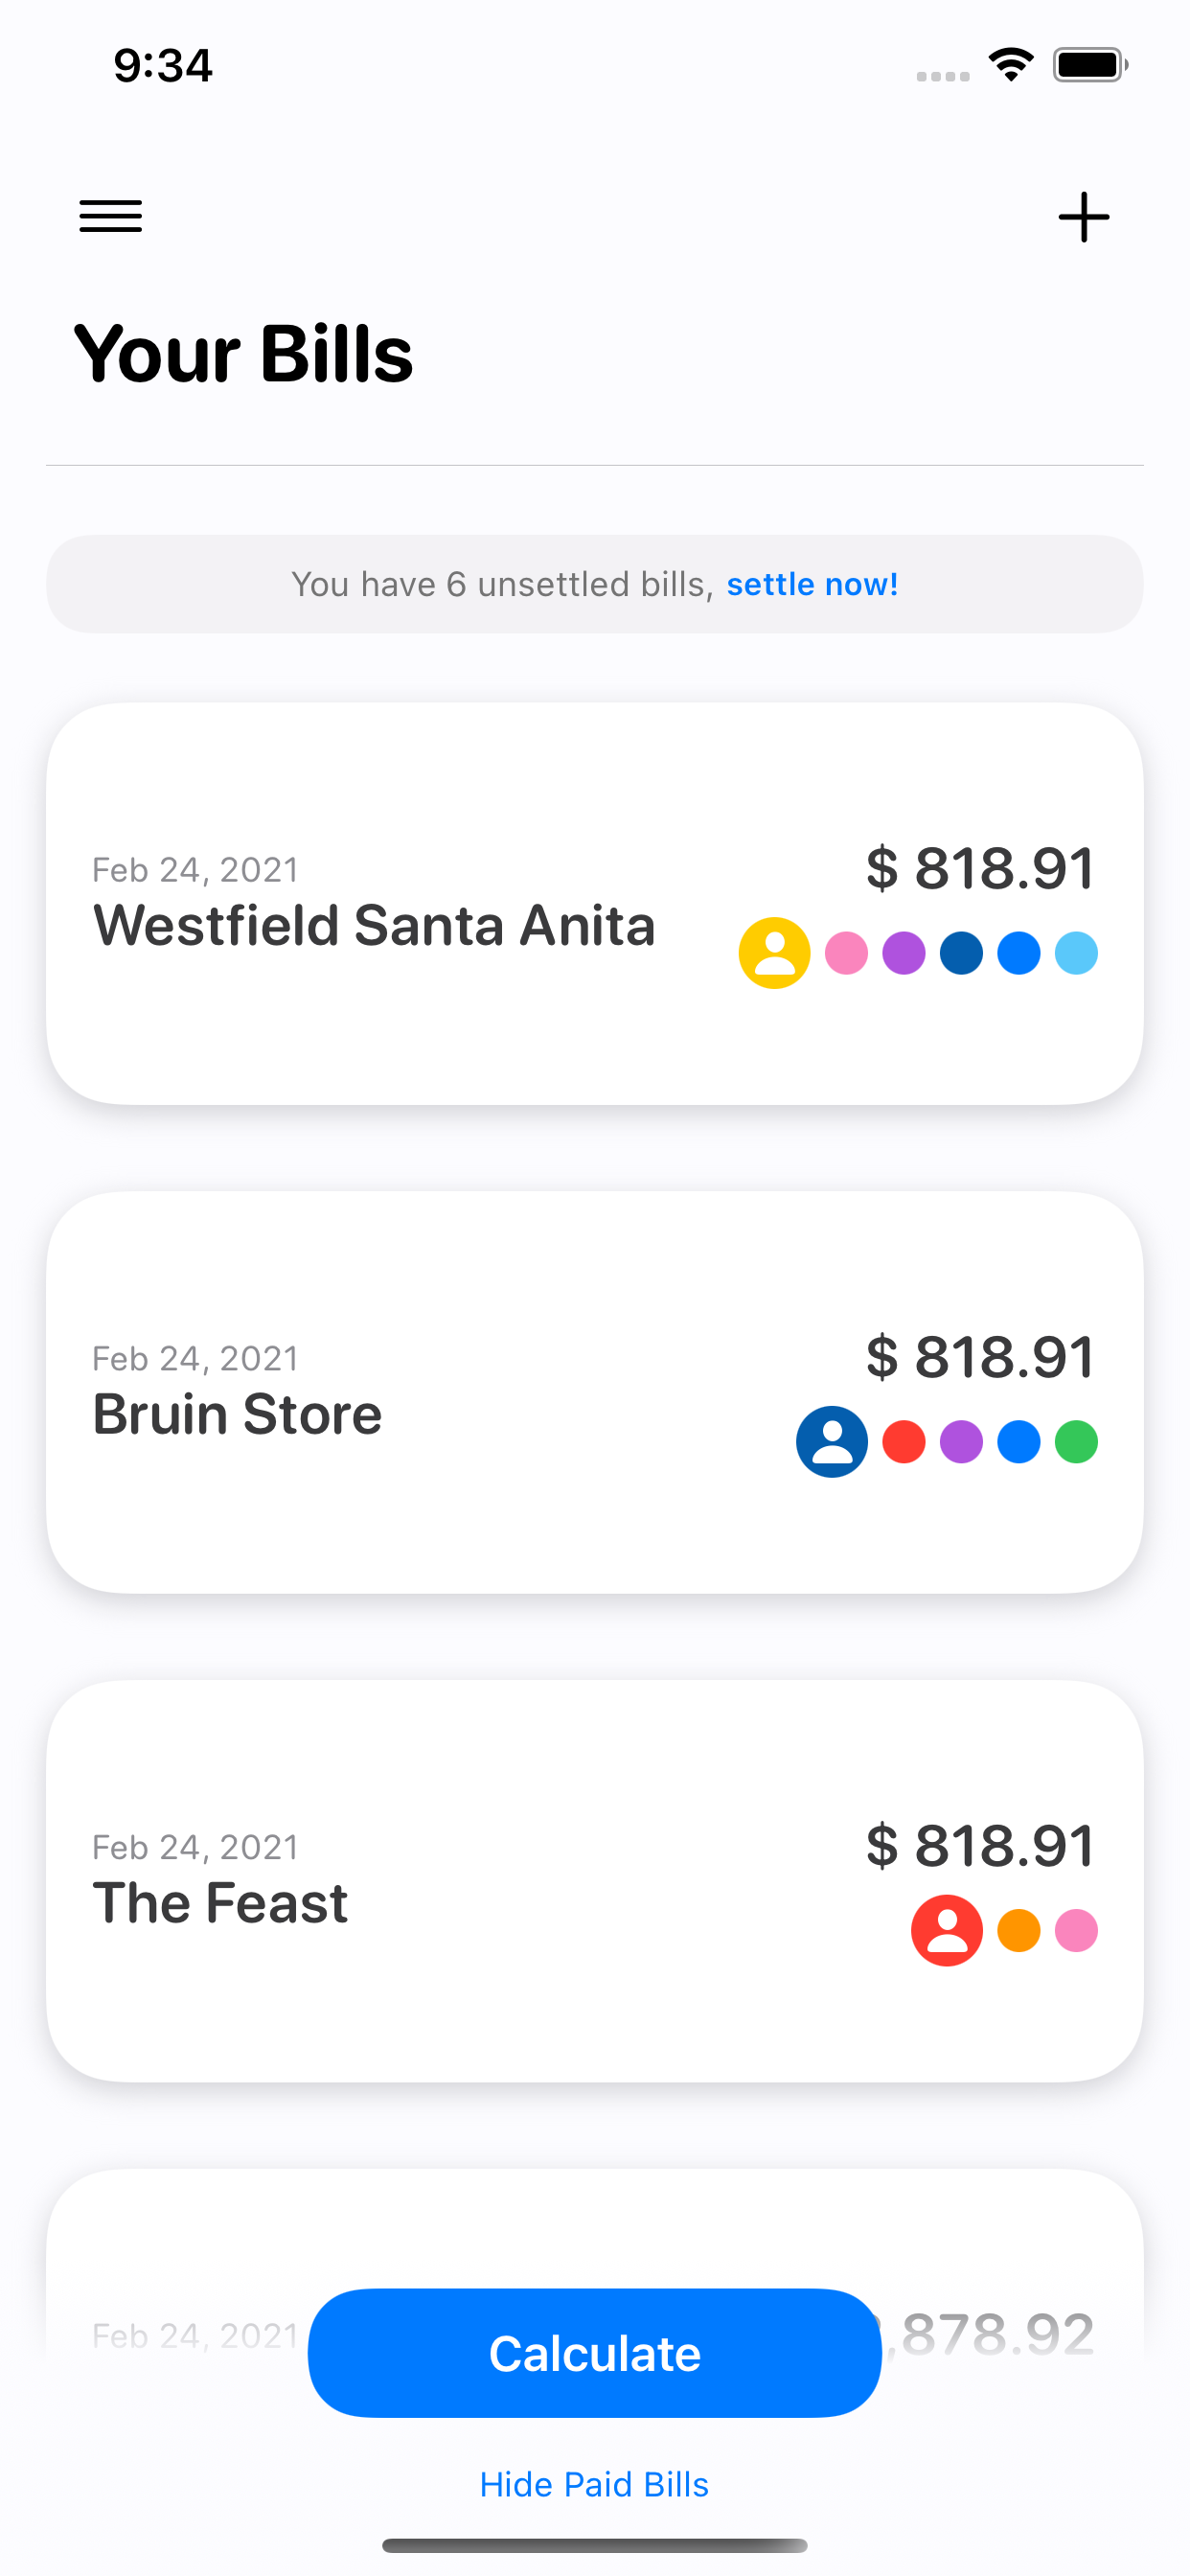 9:34
Your Bills
You have 6 unsettled bills, settle now!
Feb 24, 2021
$ 818.91
Westfield Santa Anita
Feb 24, 2021
$ 818.91
Bruin Store
Feb 24, 2021
$ 818.91
The Feast
Feb 24, 2021
,878.92
Calculate
Hide Paid Bills